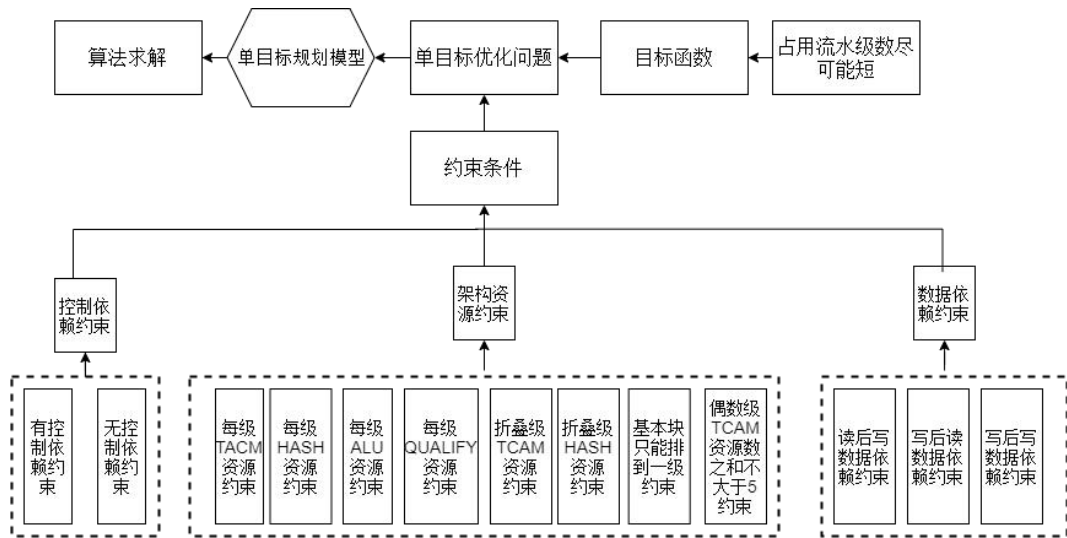 算法求解
单目标规划模型
单目标优化问题
目标函数
占用流水级数尽
可能短
约束条件
控制依
赖约束
架构资
源约束
数据依
赖约束
有控
制依
赖约
束
无控
制依
赖约
束
每级
TACM
资源
约束
每级
HASH
资源
约束
每级
ALU
资源
约束
每级
QUALIFY
资源
约束
折叠级
TCAM
资源
约束
折叠级
HASH
资源
约束
基本块
只能排
到一级
约束
偶数级
TCAM
资源数
之和不
大于5
约束
读后写
数据依
赖约束
写后读
数据依
赖约束
写后写
数据依
赖约束